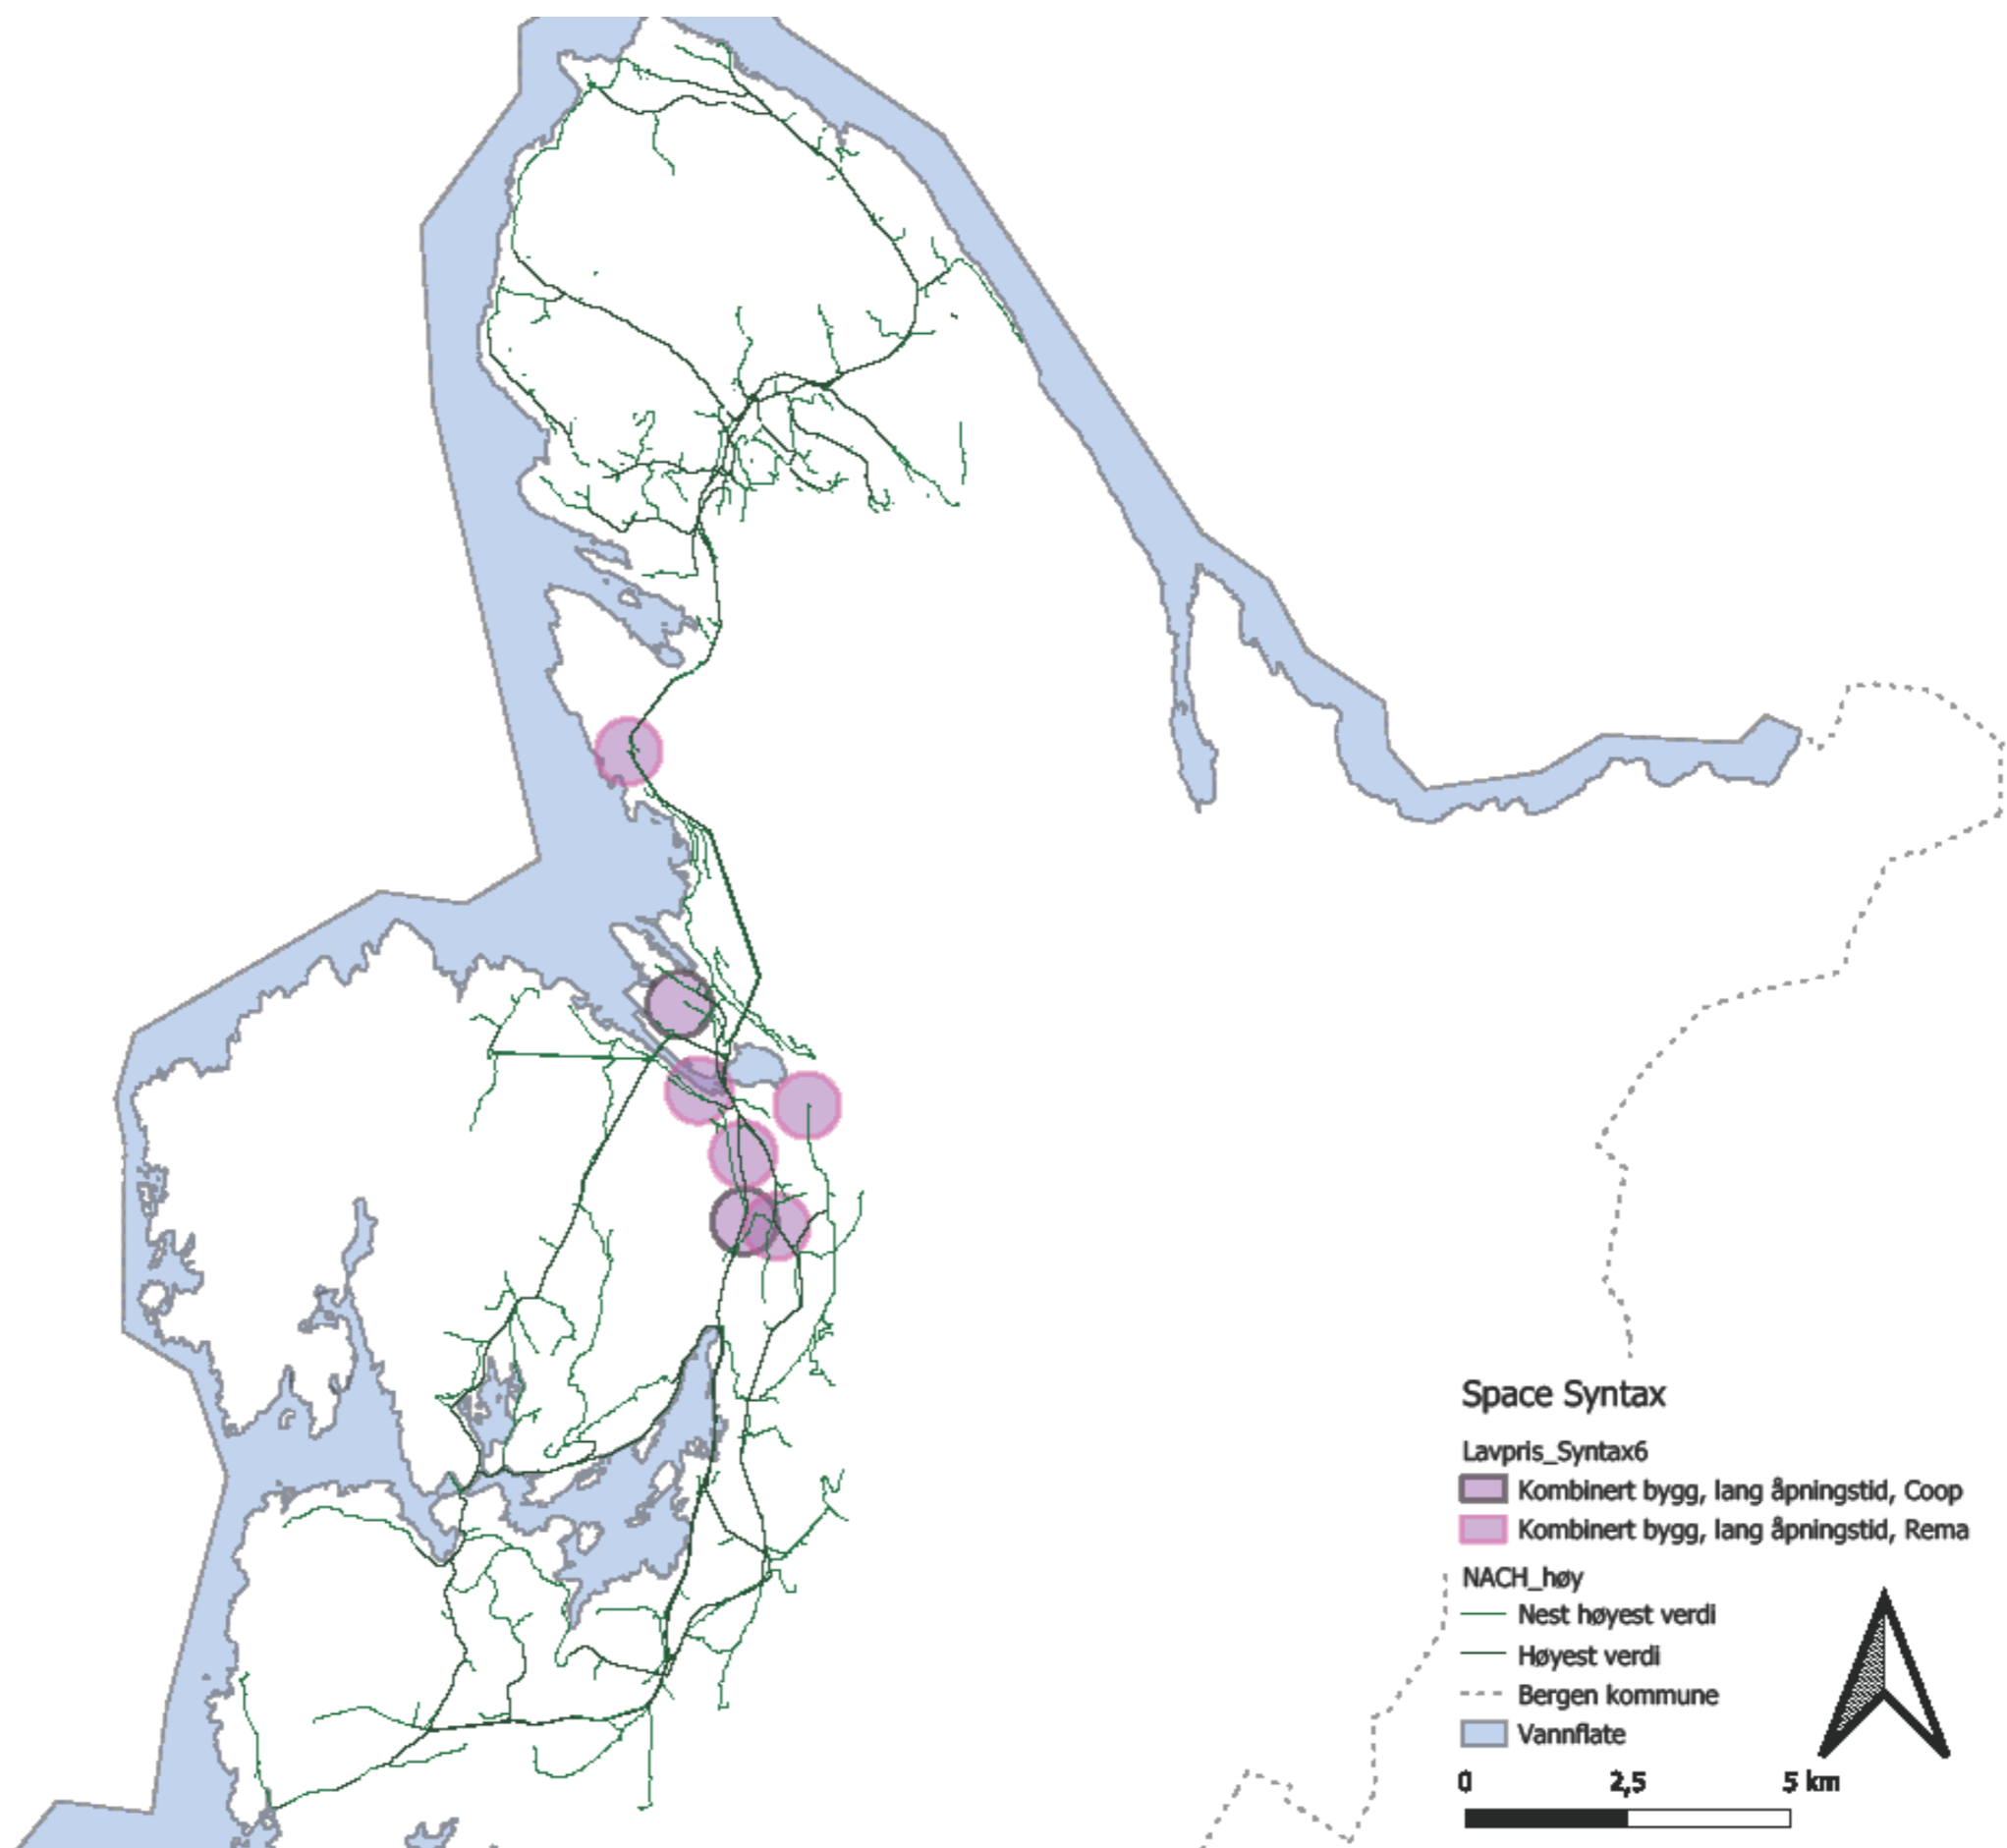 Space Syntax
Lavpris_Syntax6
Kombinert bygg, lang åpningstid, Coop
Kombinert bygg, lang åpningstid, Rema
NACH_høy
Nest høyest verdi
Høyest verdi
Bergen kommune
Vannflate
0 2,5 5 km